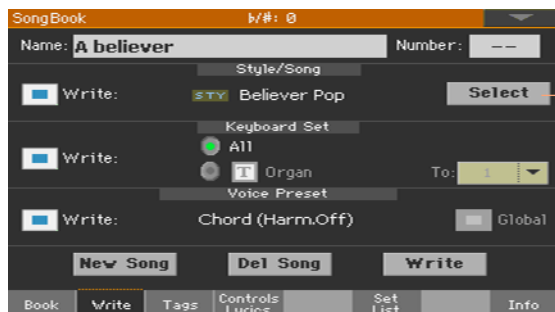 SongBook ♭/#: 0
Name: A believer Number: --
Style/Song
Write: STY Believer Pop Select
Keyboard Set
All
Write:
T Organ To: 1
Voice Preset
Write: Chord (Harm.Off) Global
New Song Del Song Write
Book Write Tags Controls Lyrics Set List Info